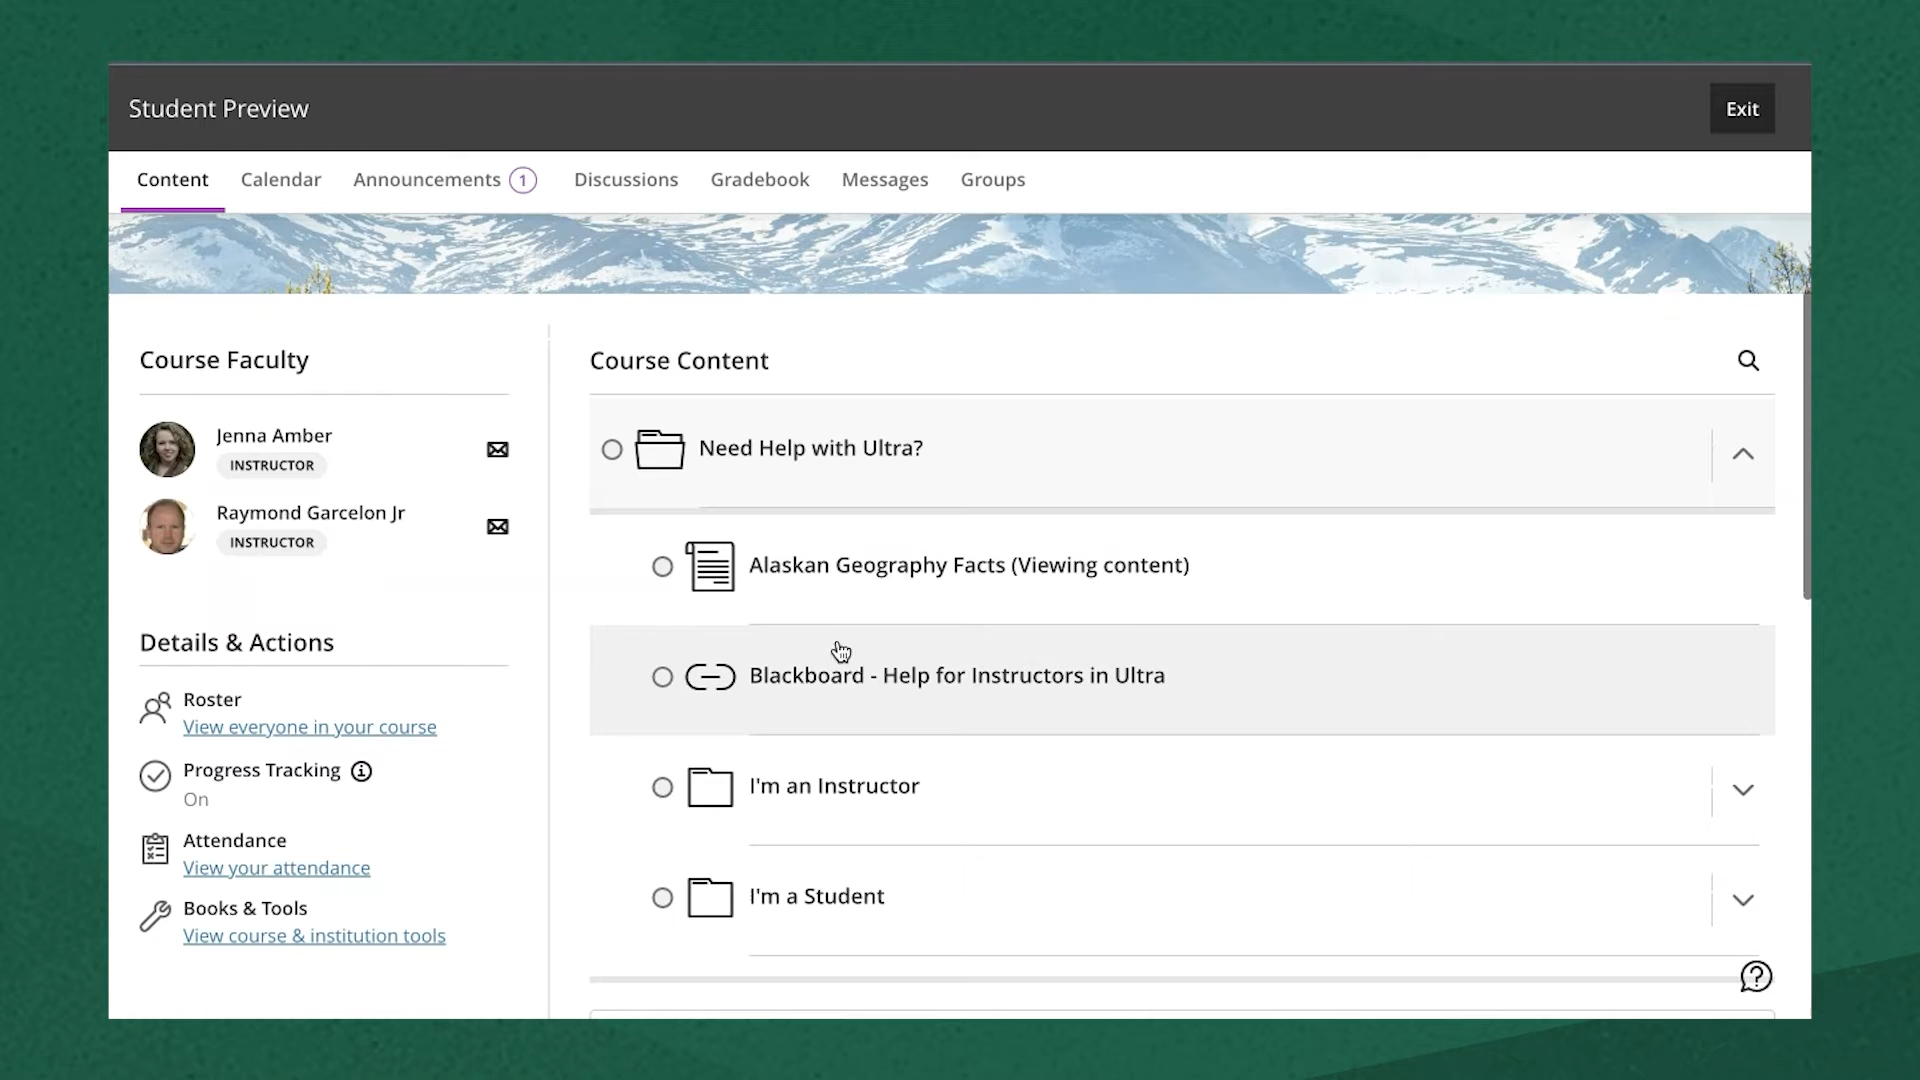 Student Preview
Exit
Content
Calendar
Announcements 1
Discussions
Gradebook
Messages
Groups
Course Faculty
Jenna Amber
INSTRUCTOR
Raymond Garcelon Jr
INSTRUCTOR
Details & Actions
Roster
View everyone in your course
Progress Tracking
On
Attendance
View your attendance
Books & Tools
View course & institution tools
Course Content
Need Help with Ultra?
Alaskan Geography Facts (Viewing content)
Blackboard - Help for Instructors in Ultra
I'm an Instructor
I'm a Student